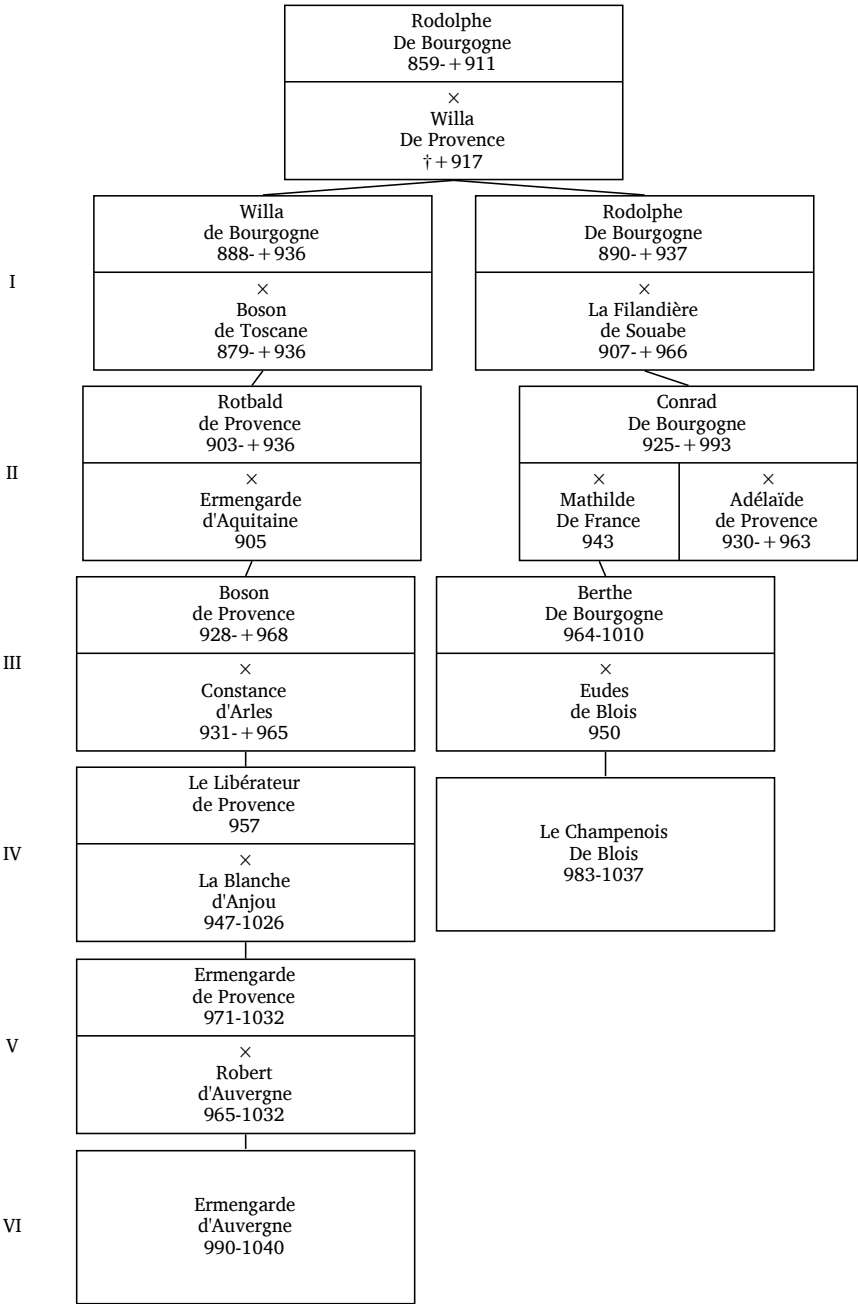 Rodolphe
De Bourgogne
859-+911
×
Willa
De Provence
†+917
I
Willa
de Bourgogne
888-+936
×
Boson
de Toscane
879-+936
Rodolphe
De Bourgogne
890-+937
×
La Filandière
de Souabe
907-+966
II
Rotbald
de Provence
903-+936
×
Ermengarde
d'Aquitaine
905
Conrad
De Bourgogne
925-+993
×
Mathilde
De France
943
×
Adélaïde
de Provence
930-+963
III
Boson
de Provence
928-+968
×
Constance
d'Arles
931-+965
Berthe
De Bourgogne
964-1010
×
Eudes
de Blois
950
IV
Le Libérateur
de Provence
957
×
La Blanche
d'Anjou
947-1026
Le Champenois
De Blois
983-1037
V
Ermengarde
de Provence
971-1032
×
Robert
d'Auvergne
965-1032
VI
Ermengarde
d'Auvergne
990-1040